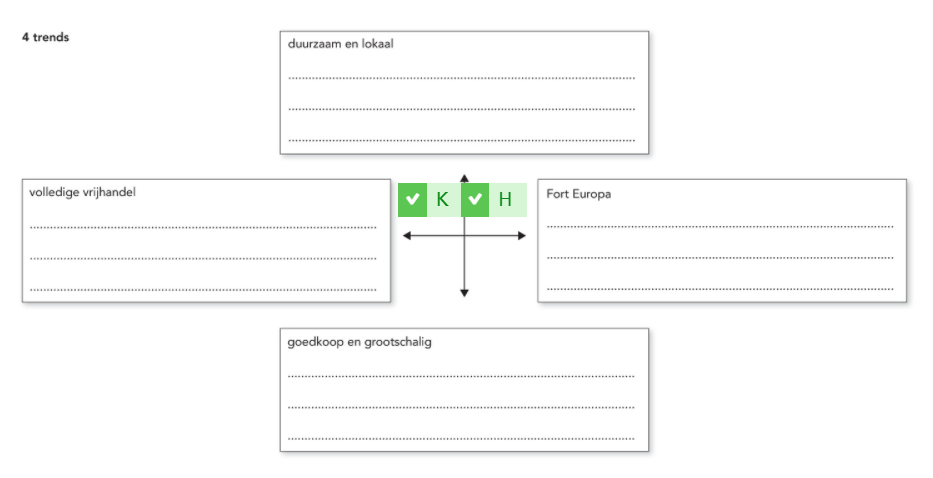 4 trends
duurzaam en lokaal
volledige vrijhandel
K H
Fort Europa
goedkoop en grootschalig